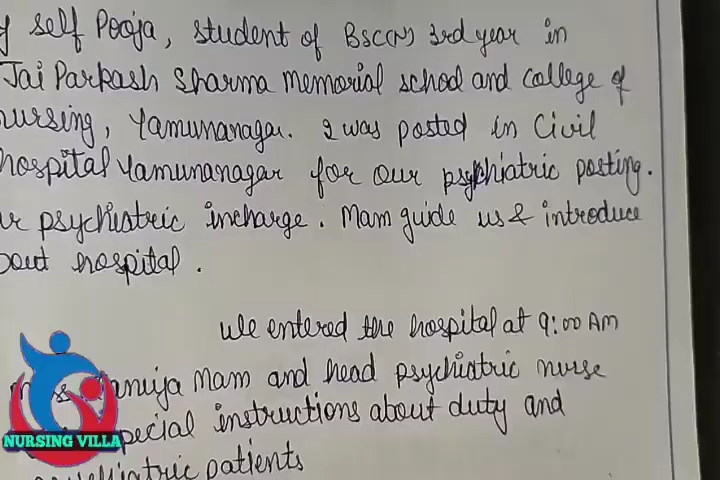 self Pooja, student of BSC(N) 3rd year in
Jai Parkash Sharma Memorial school and college of
nursing, Yamunanagar. I was posted in Civil
hospital Yamunanagar for our psychiatric posting.
psychiatric incharge. Mam guide us & introduce
hospital.
We entered the hospital at 9:00 AM
Mam and head psychiatric nurse
special instructions about duty and
psychiatric patients
NURSING VILLA